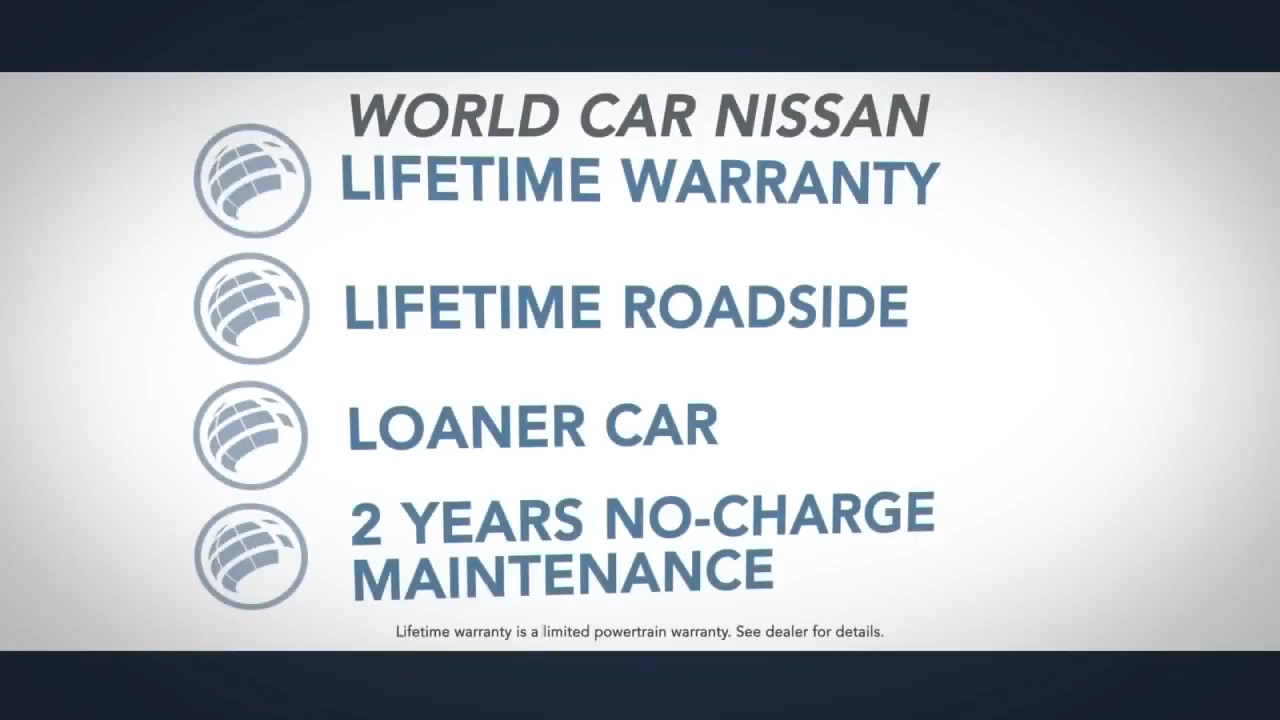 WORLD CAR NISSAN
LIFETIME WARRANTY
LIFETIME ROADSIDE
LOANER CAR
2 YEARS NO-CHARGE
MAINTENANCE
Lifetime warranty is a limited powertrain warranty. See dealer for details.